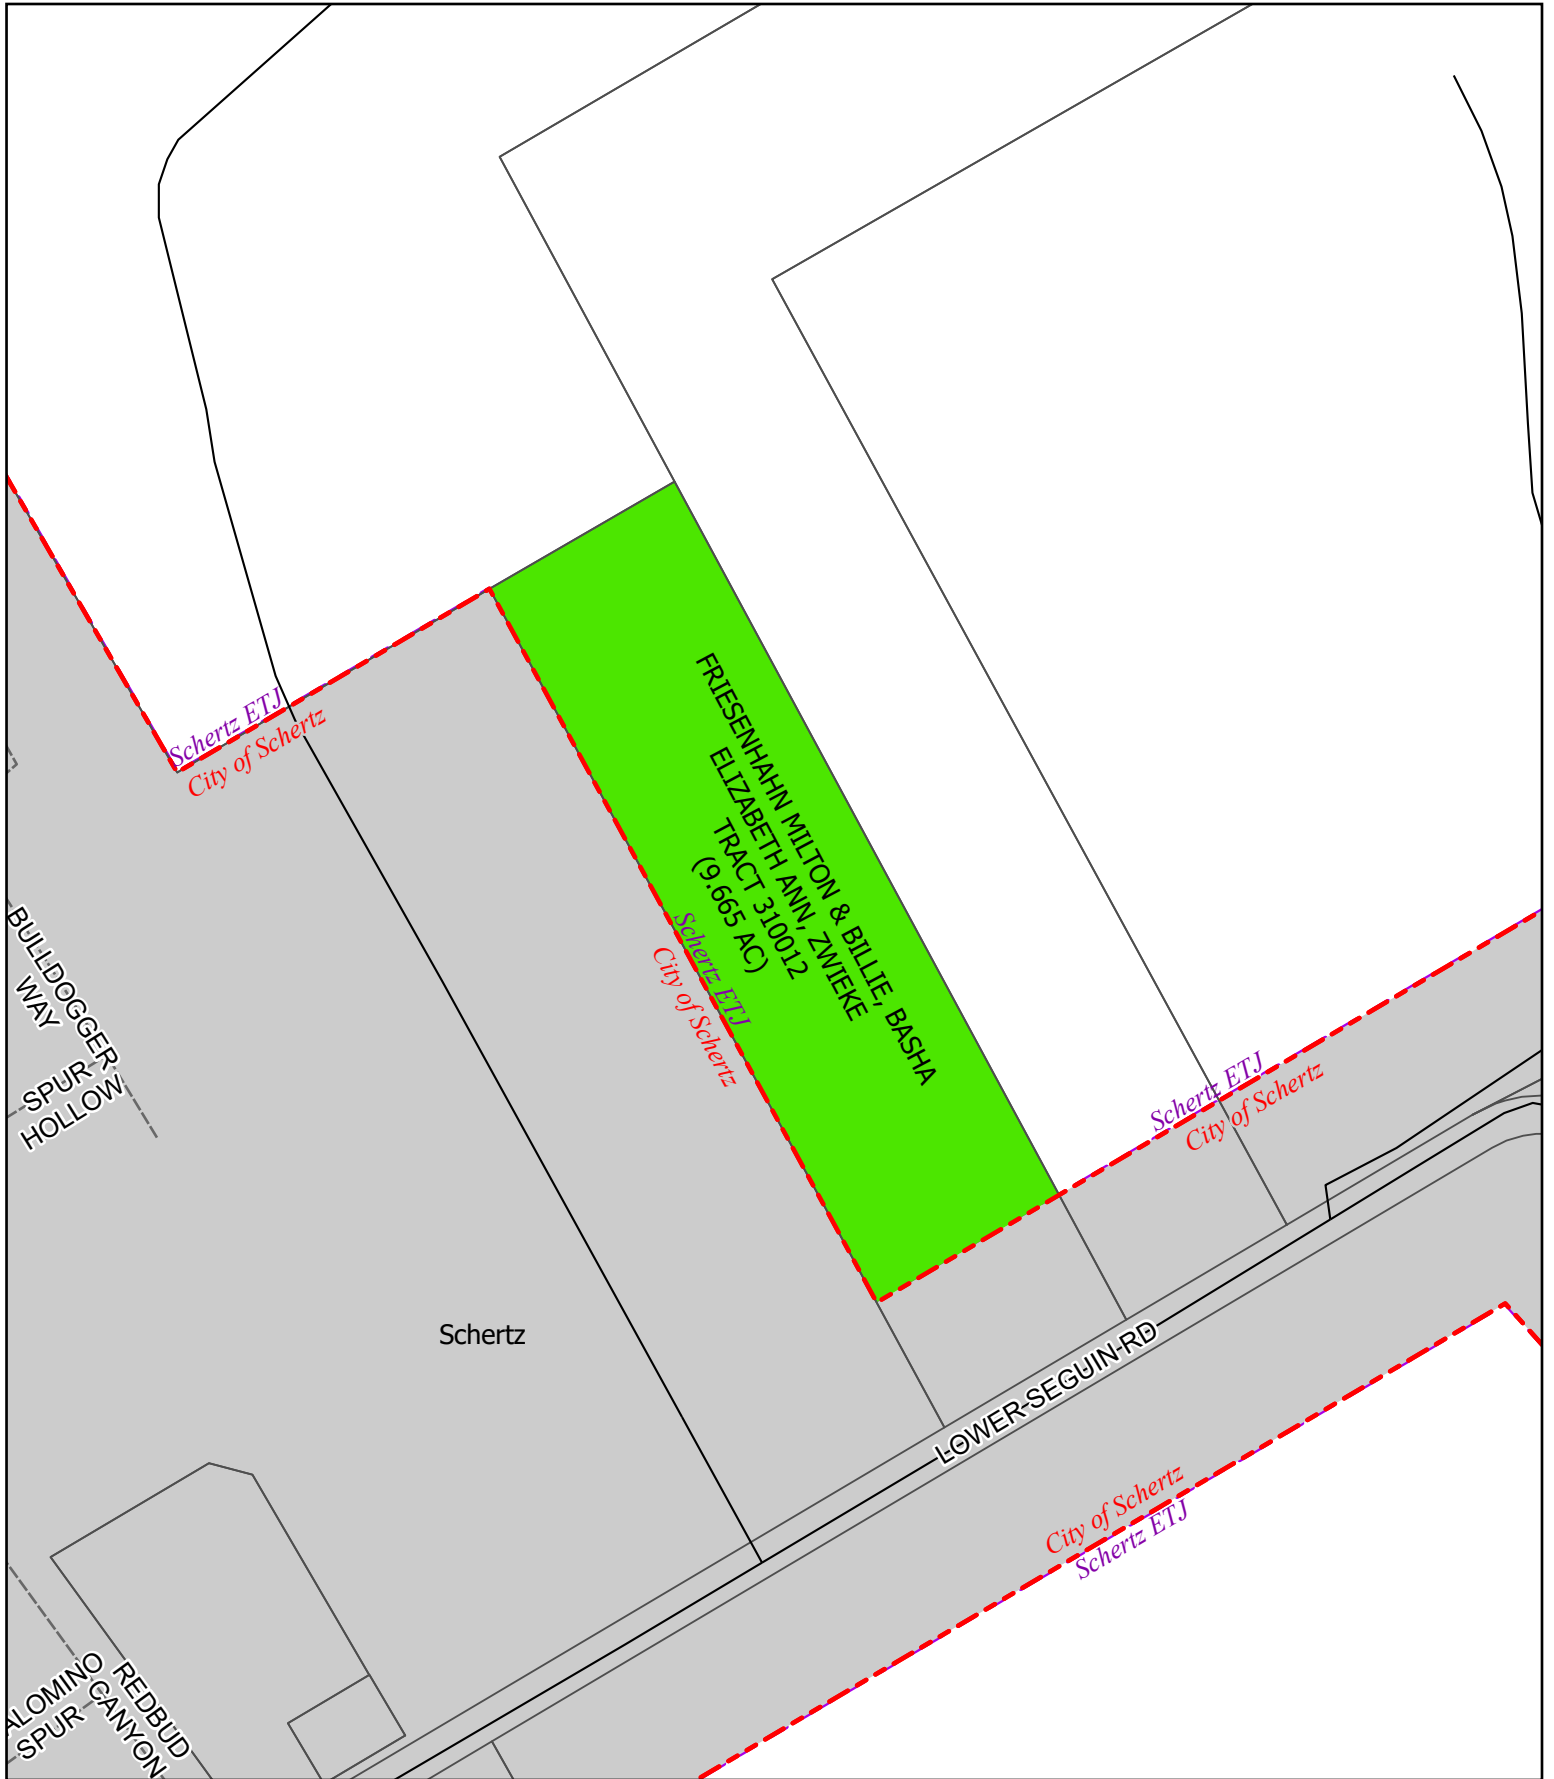 Schertz ETJ
City of Schertz
FRIESENHAHN MILTON & BILLIE, BASHA
ELIZABETH ANN, ZWIEKE
TRACT 310012
(9.665 AC)
Schertz ETJ
City of Schertz
BULLDOGGER
WAY
SPUR
HOLLOW
Schertz ETJ
City of Schertz
Schertz
LOWER-SEGUIN-RD
City of Schertz
Schertz ETJ
ALOMINO
SPUR
REDBUD
CANYON